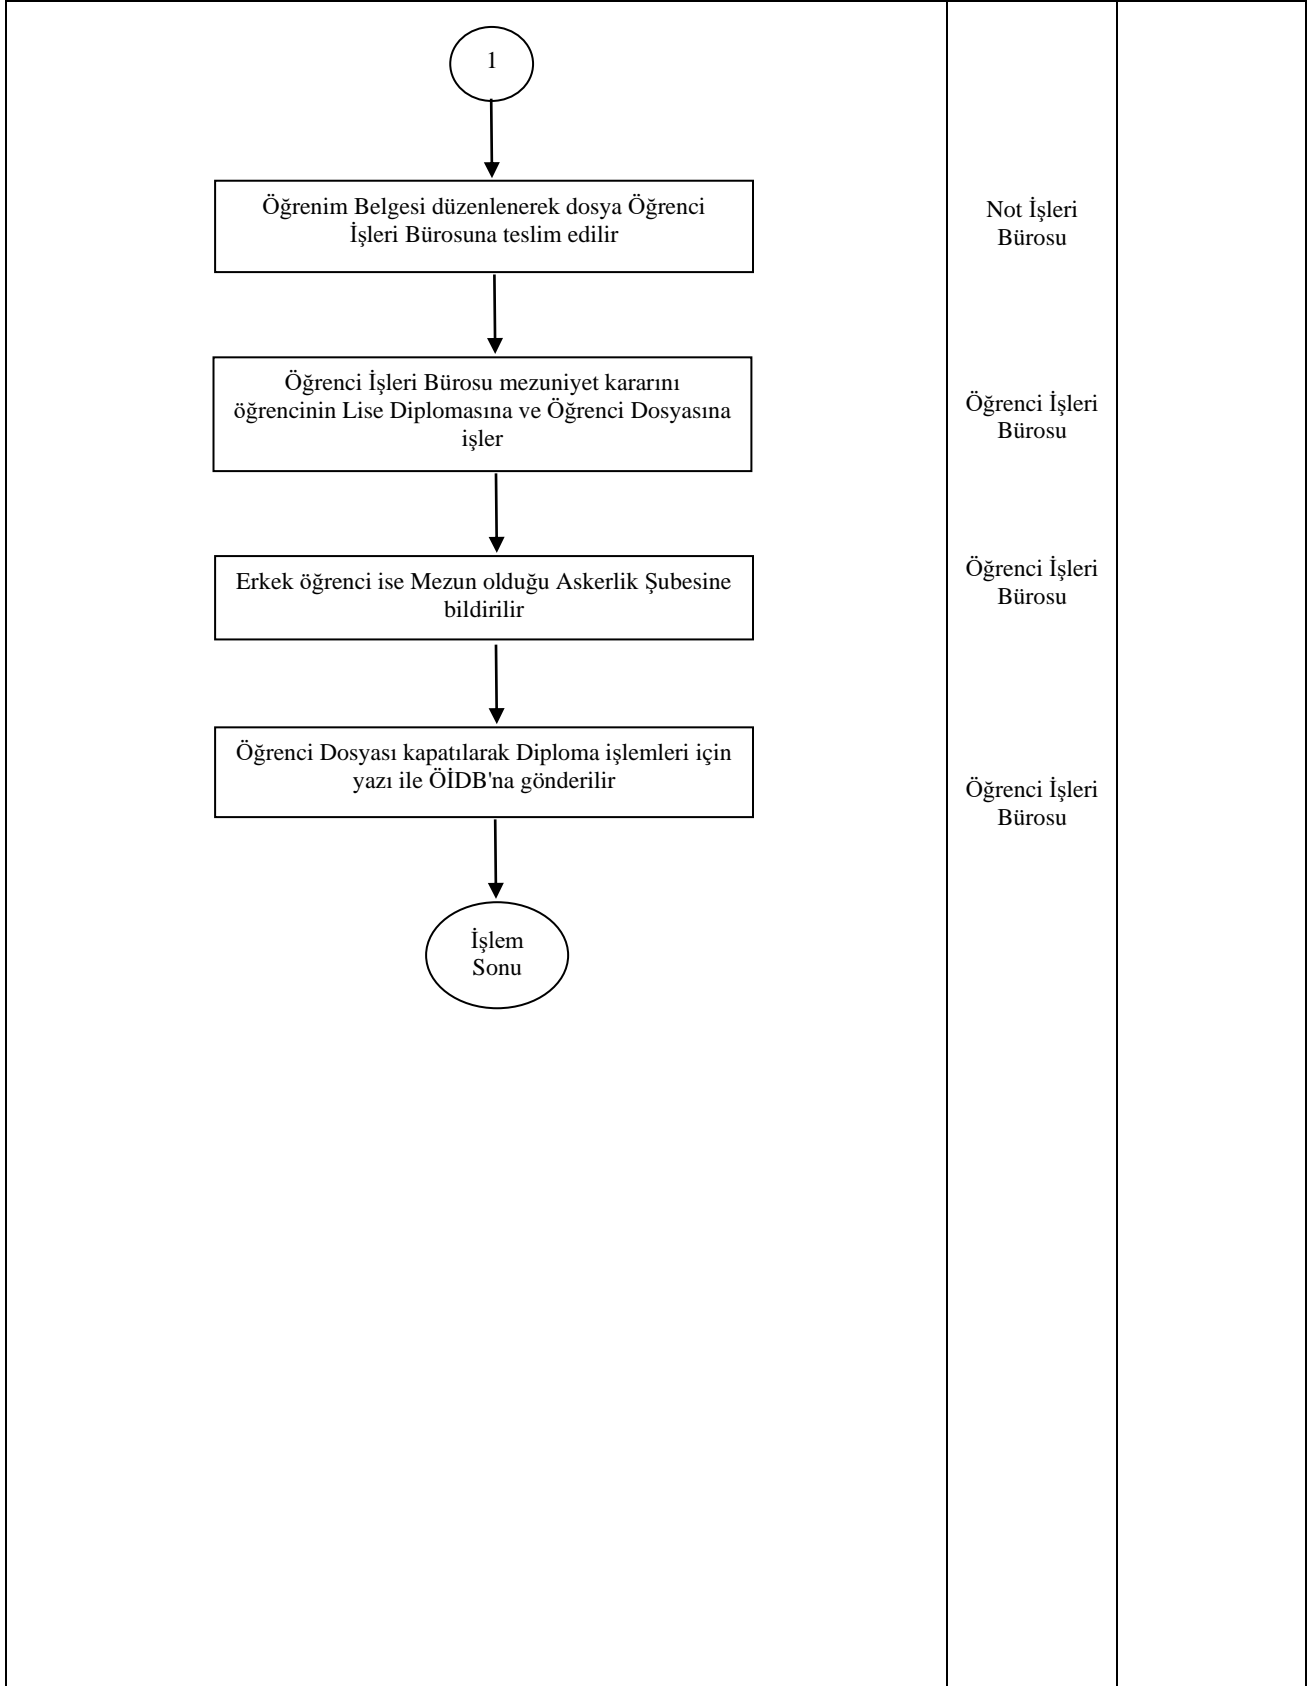 1
Öğrenim Belgesi düzenlenerek dosya Öğrenci
İşleri Bürosuna teslim edilir
Not İşleri
Bürosu
Öğrenci İşleri Bürosu mezuniyet kararını
öğrencinin Lise Diplomasına ve Öğrenci Dosyasına
işler
Öğrenci İşleri
Bürosu
Erkek öğrenci ise Mezun olduğu Askerlik Şubesine
bildirilir
Öğrenci İşleri
Bürosu
Öğrenci Dosyası kapatılarak Diploma işlemleri için
yazı ile ÖİDB'na gönderilir
Öğrenci İşleri
Bürosu
İşlem
Sonu